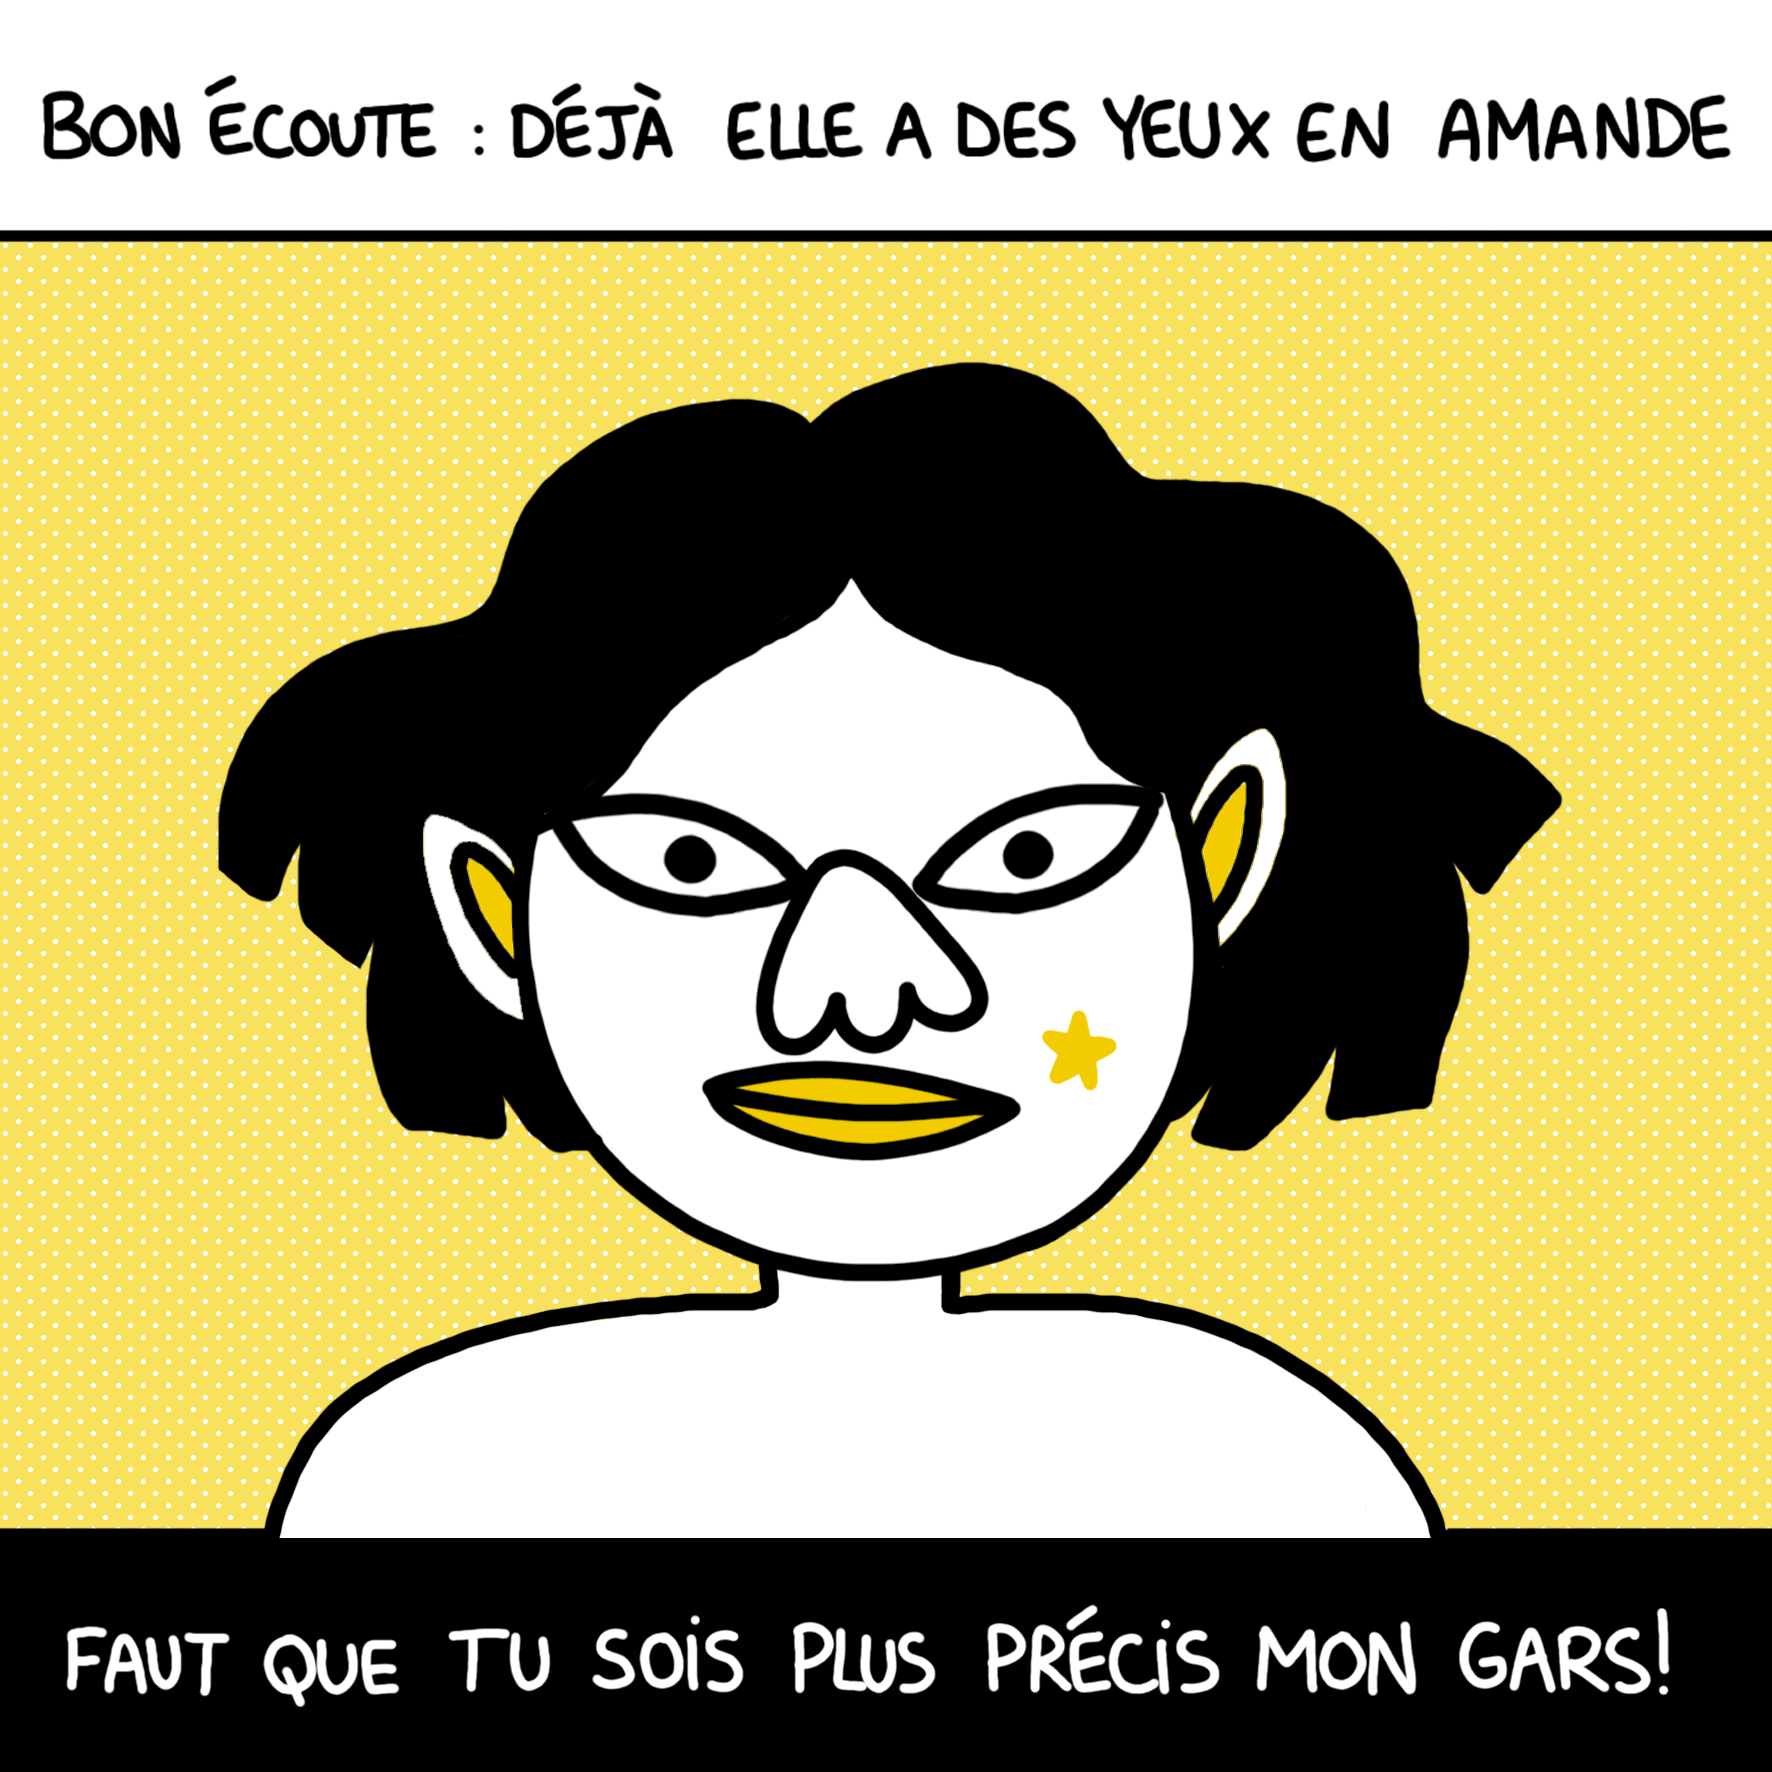 BON ÉCOUTE : DÉJÀ ELLE A DES YEUX EN AMANDE
FAUT QUE TU SOIS PLUS PRÉCIS MON GARS!